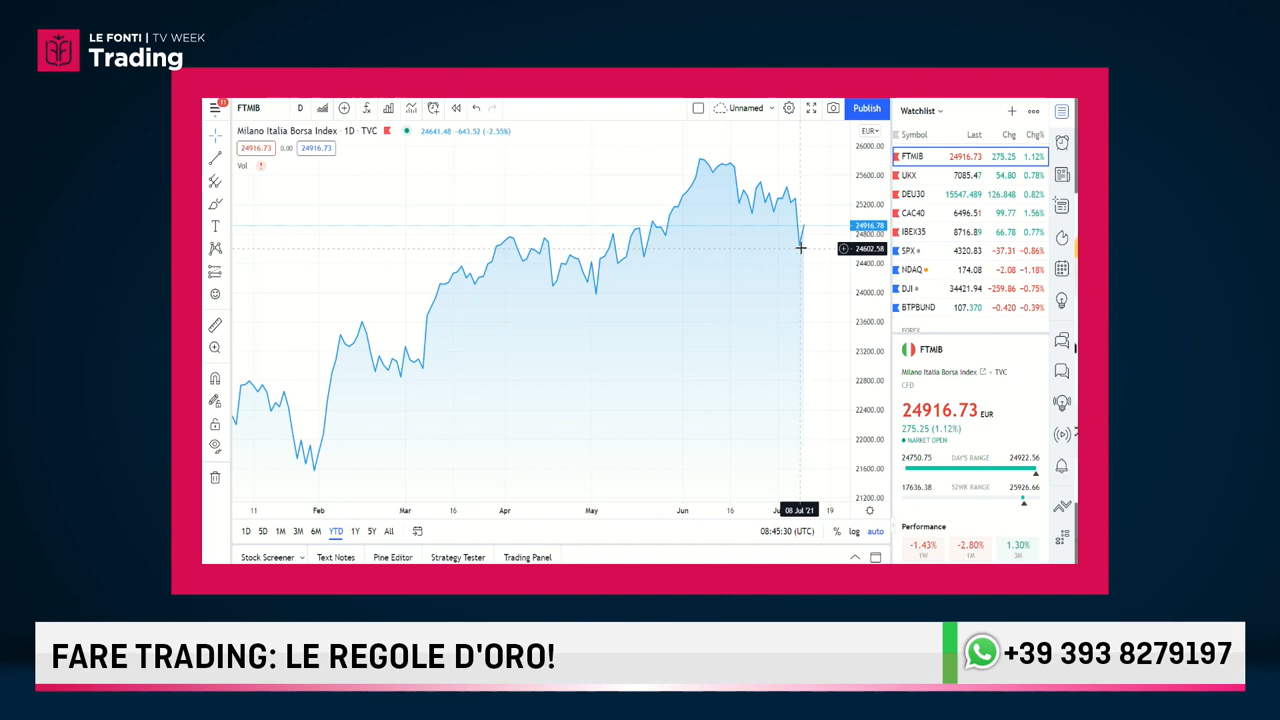 LE FONTI | TV WEEK
Trading
11
FTMIB
D
Unnamed
Publish
Milano Italia Borsa Index · 1D · TVC
24641.48 -643.52 (-2.55%)
24916.73 0.00 24916.73
Vol
EUR
26000.00
25600.00
25200.00
24916.78
24800.00
24602.58
24400.00
24000.00
23600.00
23200.00
22800.00
22400.00
22000.00
21600.00
21200.00
11 Feb Mar 16 Apr May Jun 16 08 Jul '21 19
1D 5D 1M 3M 6M YTD 1Y 5Y All
08:45:30 (UTC) % log auto
Stock Screener Text Notes Pine Editor Strategy Tester Trading Panel
Watchlist
Symbol Last Chg Chg%
FTMIB 24916.73 275.25 1.12%
UKX 7085.47 54.80 0.78%
DEU30 15547.489 126.848 0.82%
CAC40 6496.51 99.77 1.56%
IBEX35 8716.89 66.78 0.77%
SPX 4320.83 -37.31 -0.86%
NDAQ 174.08 -2.08 -1.18%
DJI 34421.94 -259.86 -0.75%
BTPBUND 107.370 -0.420 -0.39%
FOREX
FTMIB
Milano Italia Borsa Index · TVC
CFD
24916.73 EUR
275.25 (1.12%)
MARKET OPEN
24750.75 DAY'S RANGE 24922.56
17636.38 52WK RANGE 25926.66
Performance
-1.43% -2.80% 1.30%
1W 1M 3M
FARE TRADING: LE REGOLE D'ORO!
+39 393 8279197